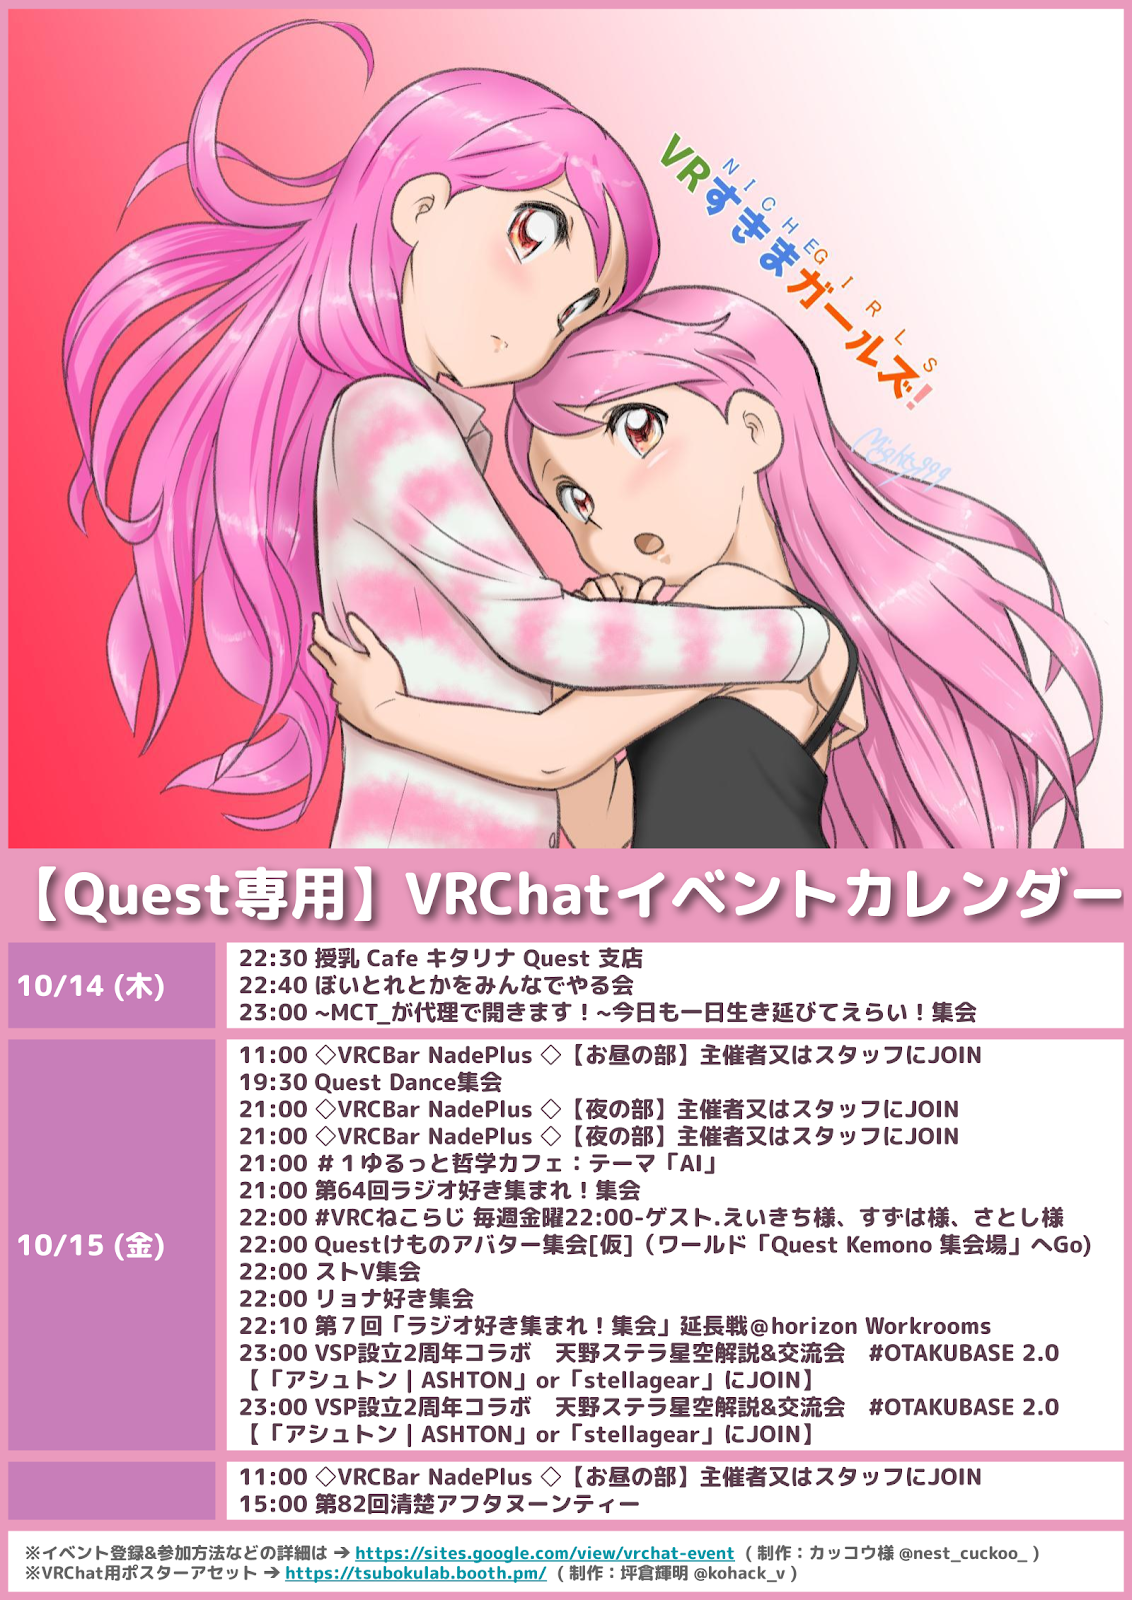 NICHE GIRLS
VRすきまガールズ!
Mighty999
【Quest専用】VRChatイベントカレンダー
10/14 (木)
22:30 授乳 Cafe キタリナ Quest 支店
22:40 ぼいとれとかをみんなでやる会
23:00 ~MCT_が代理で開きます！~今日も一日生き延びてえらい！集会
10/15 (金)
11:00 ◇VRCBar NadePlus ◇【お昼の部】主催者又はスタッフにJOIN
19:30 Quest Dance集会
21:00 ◇VRCBar NadePlus ◇【夜の部】主催者又はスタッフにJOIN
21:00 ◇VRCBar NadePlus ◇【夜の部】主催者又はスタッフにJOIN
21:00 ＃１ゆるっと哲学カフェ：テーマ「AI」
21:00 第64回ラジオ好き集まれ！集会
22:00 #VRCねこらじ 毎週金曜22:00-ゲスト.えいきち様、すずは様、さとし様
22:00 Questけものアバター集会[仮]（ワールド「Quest Kemono 集会場」へGo)
22:00 ストV集会
22:00 リョナ好き集会
22:10 第７回「ラジオ好き集まれ！集会」延長戦@horizon Workrooms
23:00 VSP設立2周年コラボ　天野ステラ星空解説&交流会　#OTAKUBASE 2.0
【「アシュトン | ASHTON」or「stellagear」にJOIN】
23:00 VSP設立2周年コラボ　天野ステラ星空解説&交流会　#OTAKUBASE 2.0
【「アシュトン | ASHTON」or「stellagear」にJOIN】
11:00 ◇VRCBar NadePlus ◇【お昼の部】主催者又はスタッフにJOIN
15:00 第82回清楚アフタヌーンティー
※イベント登録&参加方法などの詳細は → https://sites.google.com/view/vrchat-event （制作：カッコウ様 @nest_cuckoo_ ）
※VRChat用ポスターアセット → https://tsubokulab.booth.pm/ （制作：坪倉輝明 @kohack_v ）